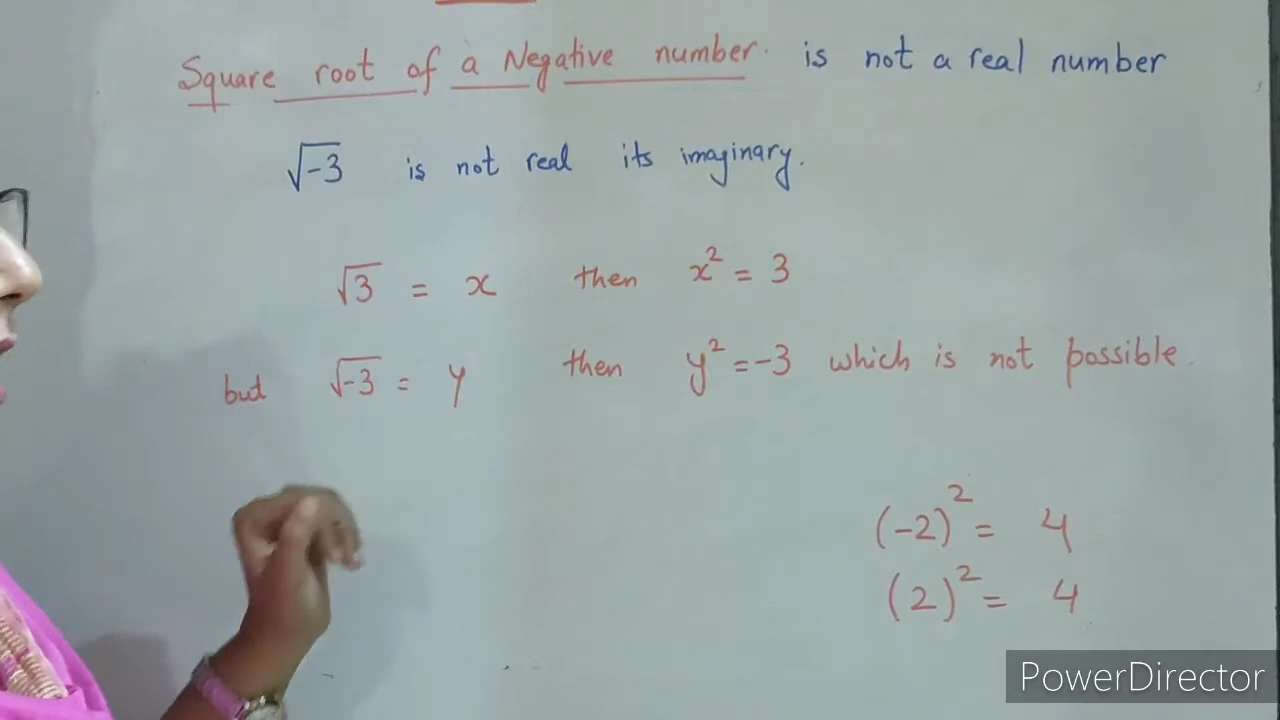 Square root of a Negative number is not a real number
√-3 is not real its imaginary.
√3 = x then x² = 3
but √-3 = y then y² = -3 which is not possible.
(-2)² = 4
(2)² = 4
PowerDirector